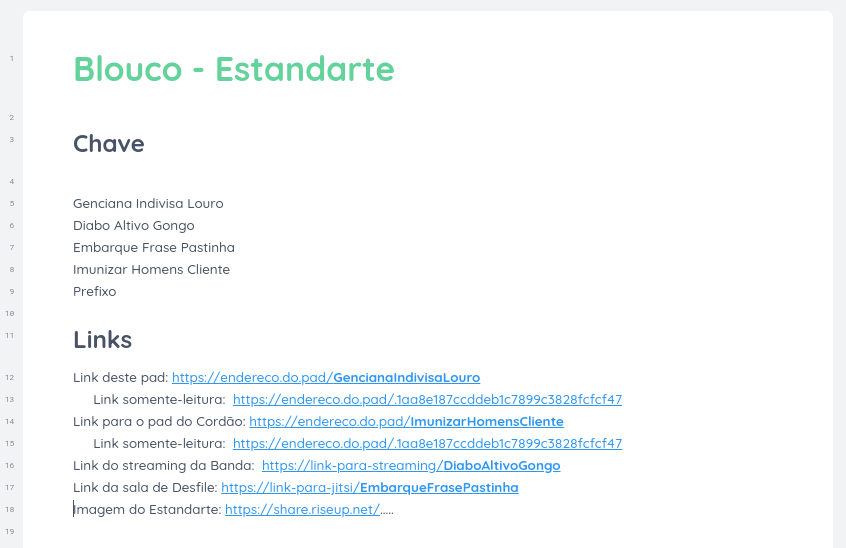 1 Blouco - Estandarte
2
3 Chave
4
5 Genciana Indivisa Louro
6 Diabo Altivo Gongo
7 Embarque Frase Pastinha
8 Imunizar Homens Cliente
9 Prefixo
10
11 Links
12 Link deste pad: https://endereco.do.pad/GencianaIndivisaLouro
13 Link somente-leitura: https://endereco.do.pad/.1aa8e187ccddeb1c7899c3828fcfcf47
14 Link para o pad do Cordão: https://endereco.do.pad/ImunizarHomensCliente
15 Link somente-leitura: https://endereco.do.pad/.1aa8e187ccddeb1c7899c3828fcfcf47
16 Link do streaming da Banda: https://link-para-streaming/DiaboAltivoGongo
17 Link da sala de Desfile: https://link-para-jitsi/EmbarqueFrasePastinha
18 Imagem do Estandarte: https://share.riseup.net/.....
19